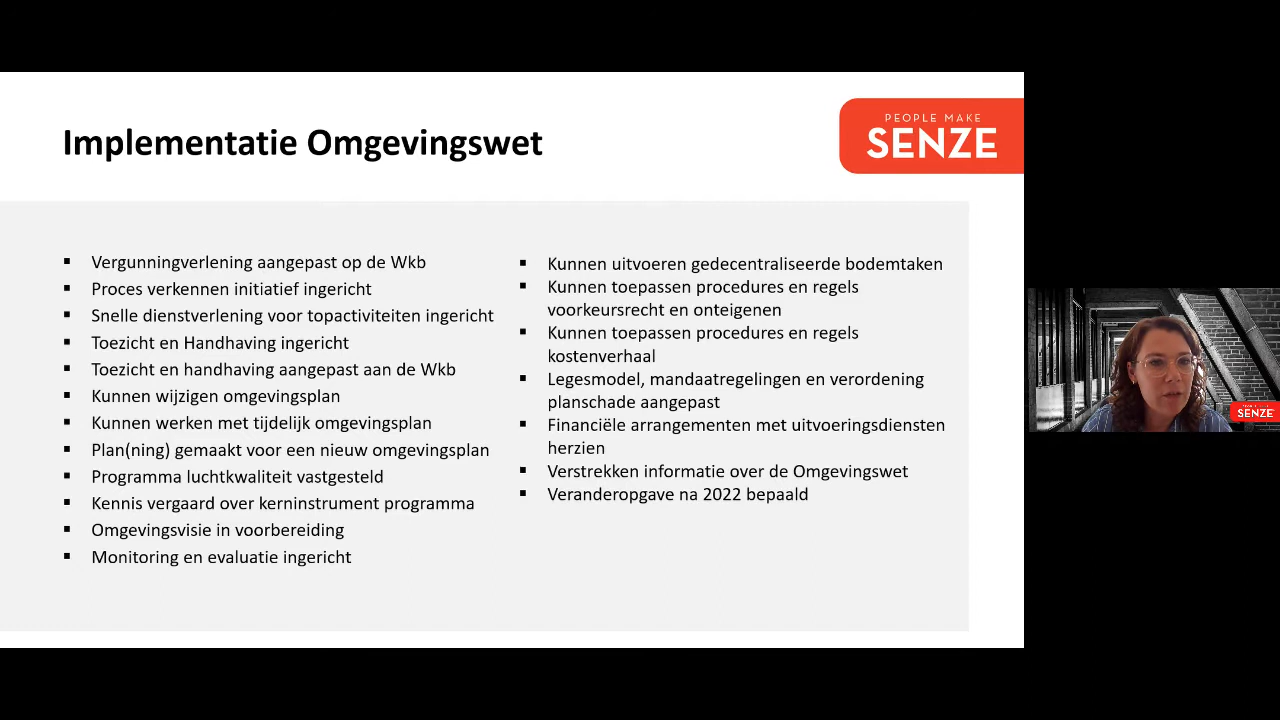 Implementatie Omgevingswet
PEOPLE MAKE
SENZE
Vergunningverlening aangepast op de Wkb
Proces verkennen initiatief ingericht
Snelle dienstverlening voor topactiviteiten ingericht
Toezicht en Handhaving ingericht
Toezicht en handhaving aangepast aan de Wkb
Kunnen wijzigen omgevingsplan
Kunnen werken met tijdelijk omgevingsplan
Plan(ning) gemaakt voor een nieuw omgevingsplan
Programma luchtkwaliteit vastgesteld
Kennis vergaard over kerninstrument programma
Omgevingsvisie in voorbereiding
Monitoring en evaluatie ingericht
Kunnen uitvoeren gedecentraliseerde bodemtaken
Kunnen toepassen procedures en regels
voorkeursrecht en onteigenen
Kunnen toepassen procedures en regels
kostenverhaal
Legesmodel, mandaatregelingen en verordening
planschade aangepast
Financiële arrangementen met uitvoeringsdiensten
herzien
Verstrekken informatie over de Omgevingswet
Veranderopgave na 2022 bepaald
SENZE